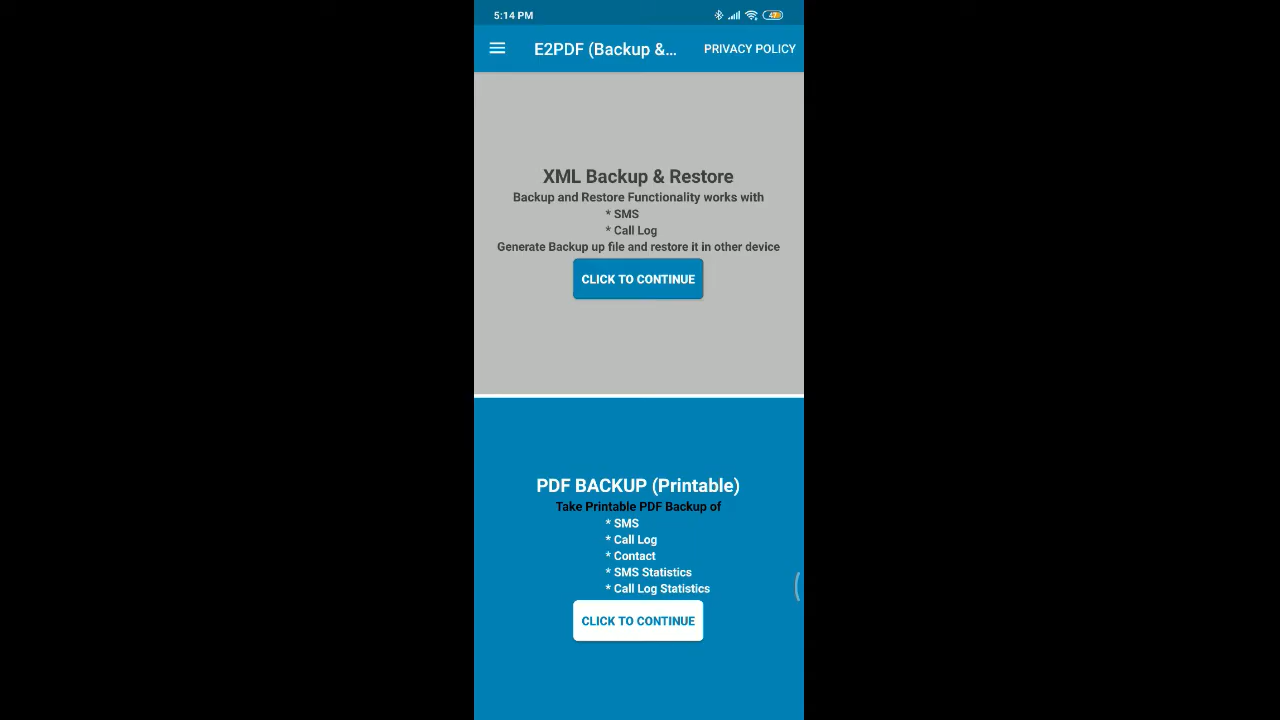 5:14 PM
47
E2PDF (Backup &...
PRIVACY POLICY
XML Backup & Restore
Backup and Restore Functionality works with
* SMS
* Call Log
Generate Backup up file and restore it in other device
CLICK TO CONTINUE
PDF BACKUP (Printable)
Take Printable PDF Backup of
* SMS
* Call Log
* Contact
* SMS Statistics
* Call Log Statistics
CLICK TO CONTINUE